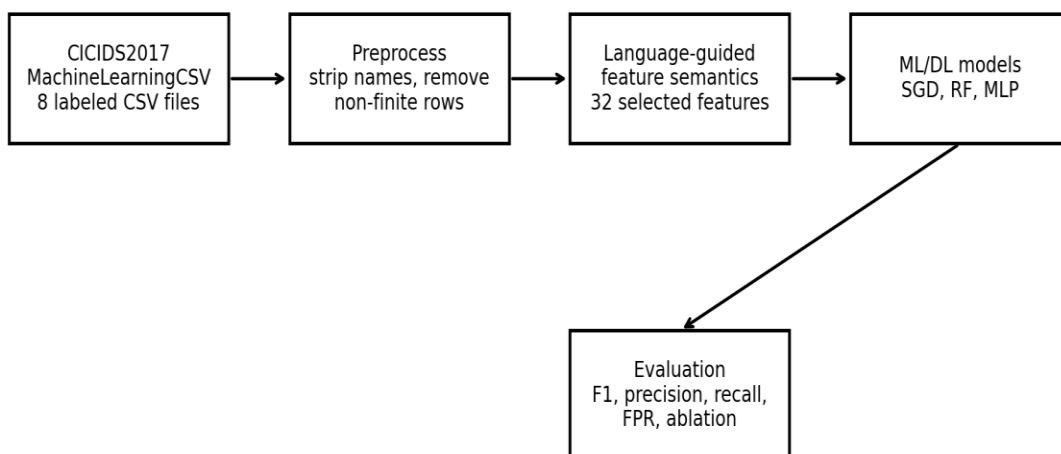 CICIDS2017
MachineLearningCSV
8 labeled CSV files
Preprocess
strip names, remove
non-finite rows
Language-guided
feature semantics
32 selected features
ML/DL models
SGD, RF, MLP
Evaluation
F1, precision, recall,
FPR, ablation